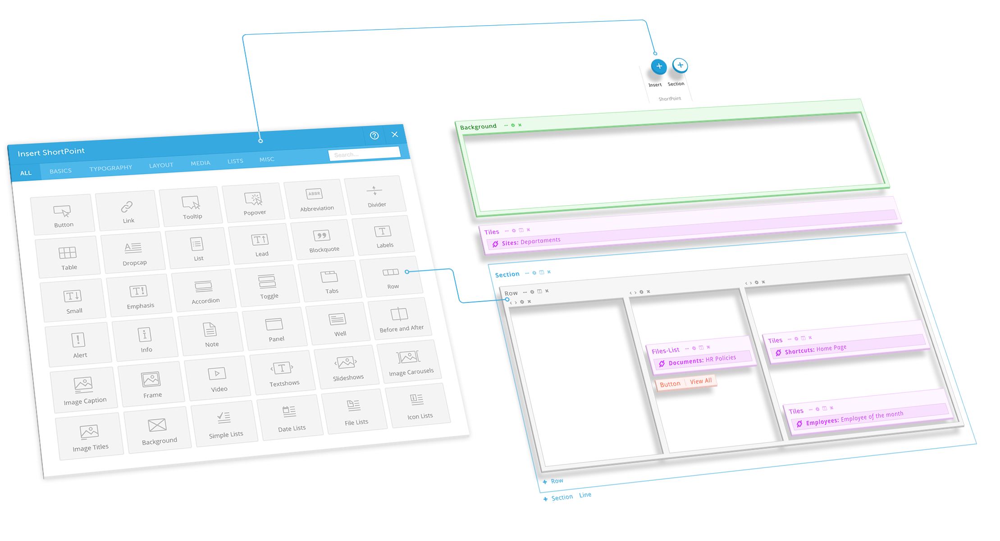 Insert Section
ShortPoint
Insert ShortPoint
Search...
ALL BASICS TYPOGRAPHY LAYOUT MEDIA LISTS MISC
Button Link Tooltip Popover ABBR Abbreviation Divider
Table Dropcap List Lead Blockquote Labels
Small Emphasis Accordion Toggle Tabs Row
Alert Info Note Panel Well Before and After
Image Caption Frame Video Textshows Slideshows Image Carousels
Image Titles Background Simple Lists Date Lists File Lists Icon Lists
Background
Tiles
Sites: Departaments
Section
Row
Files-List
Documents: HR Policies
Button View All
Tiles
Shortcuts: Home Page
Tiles
Employees: Employee of the month
+ Row
+ Section Line